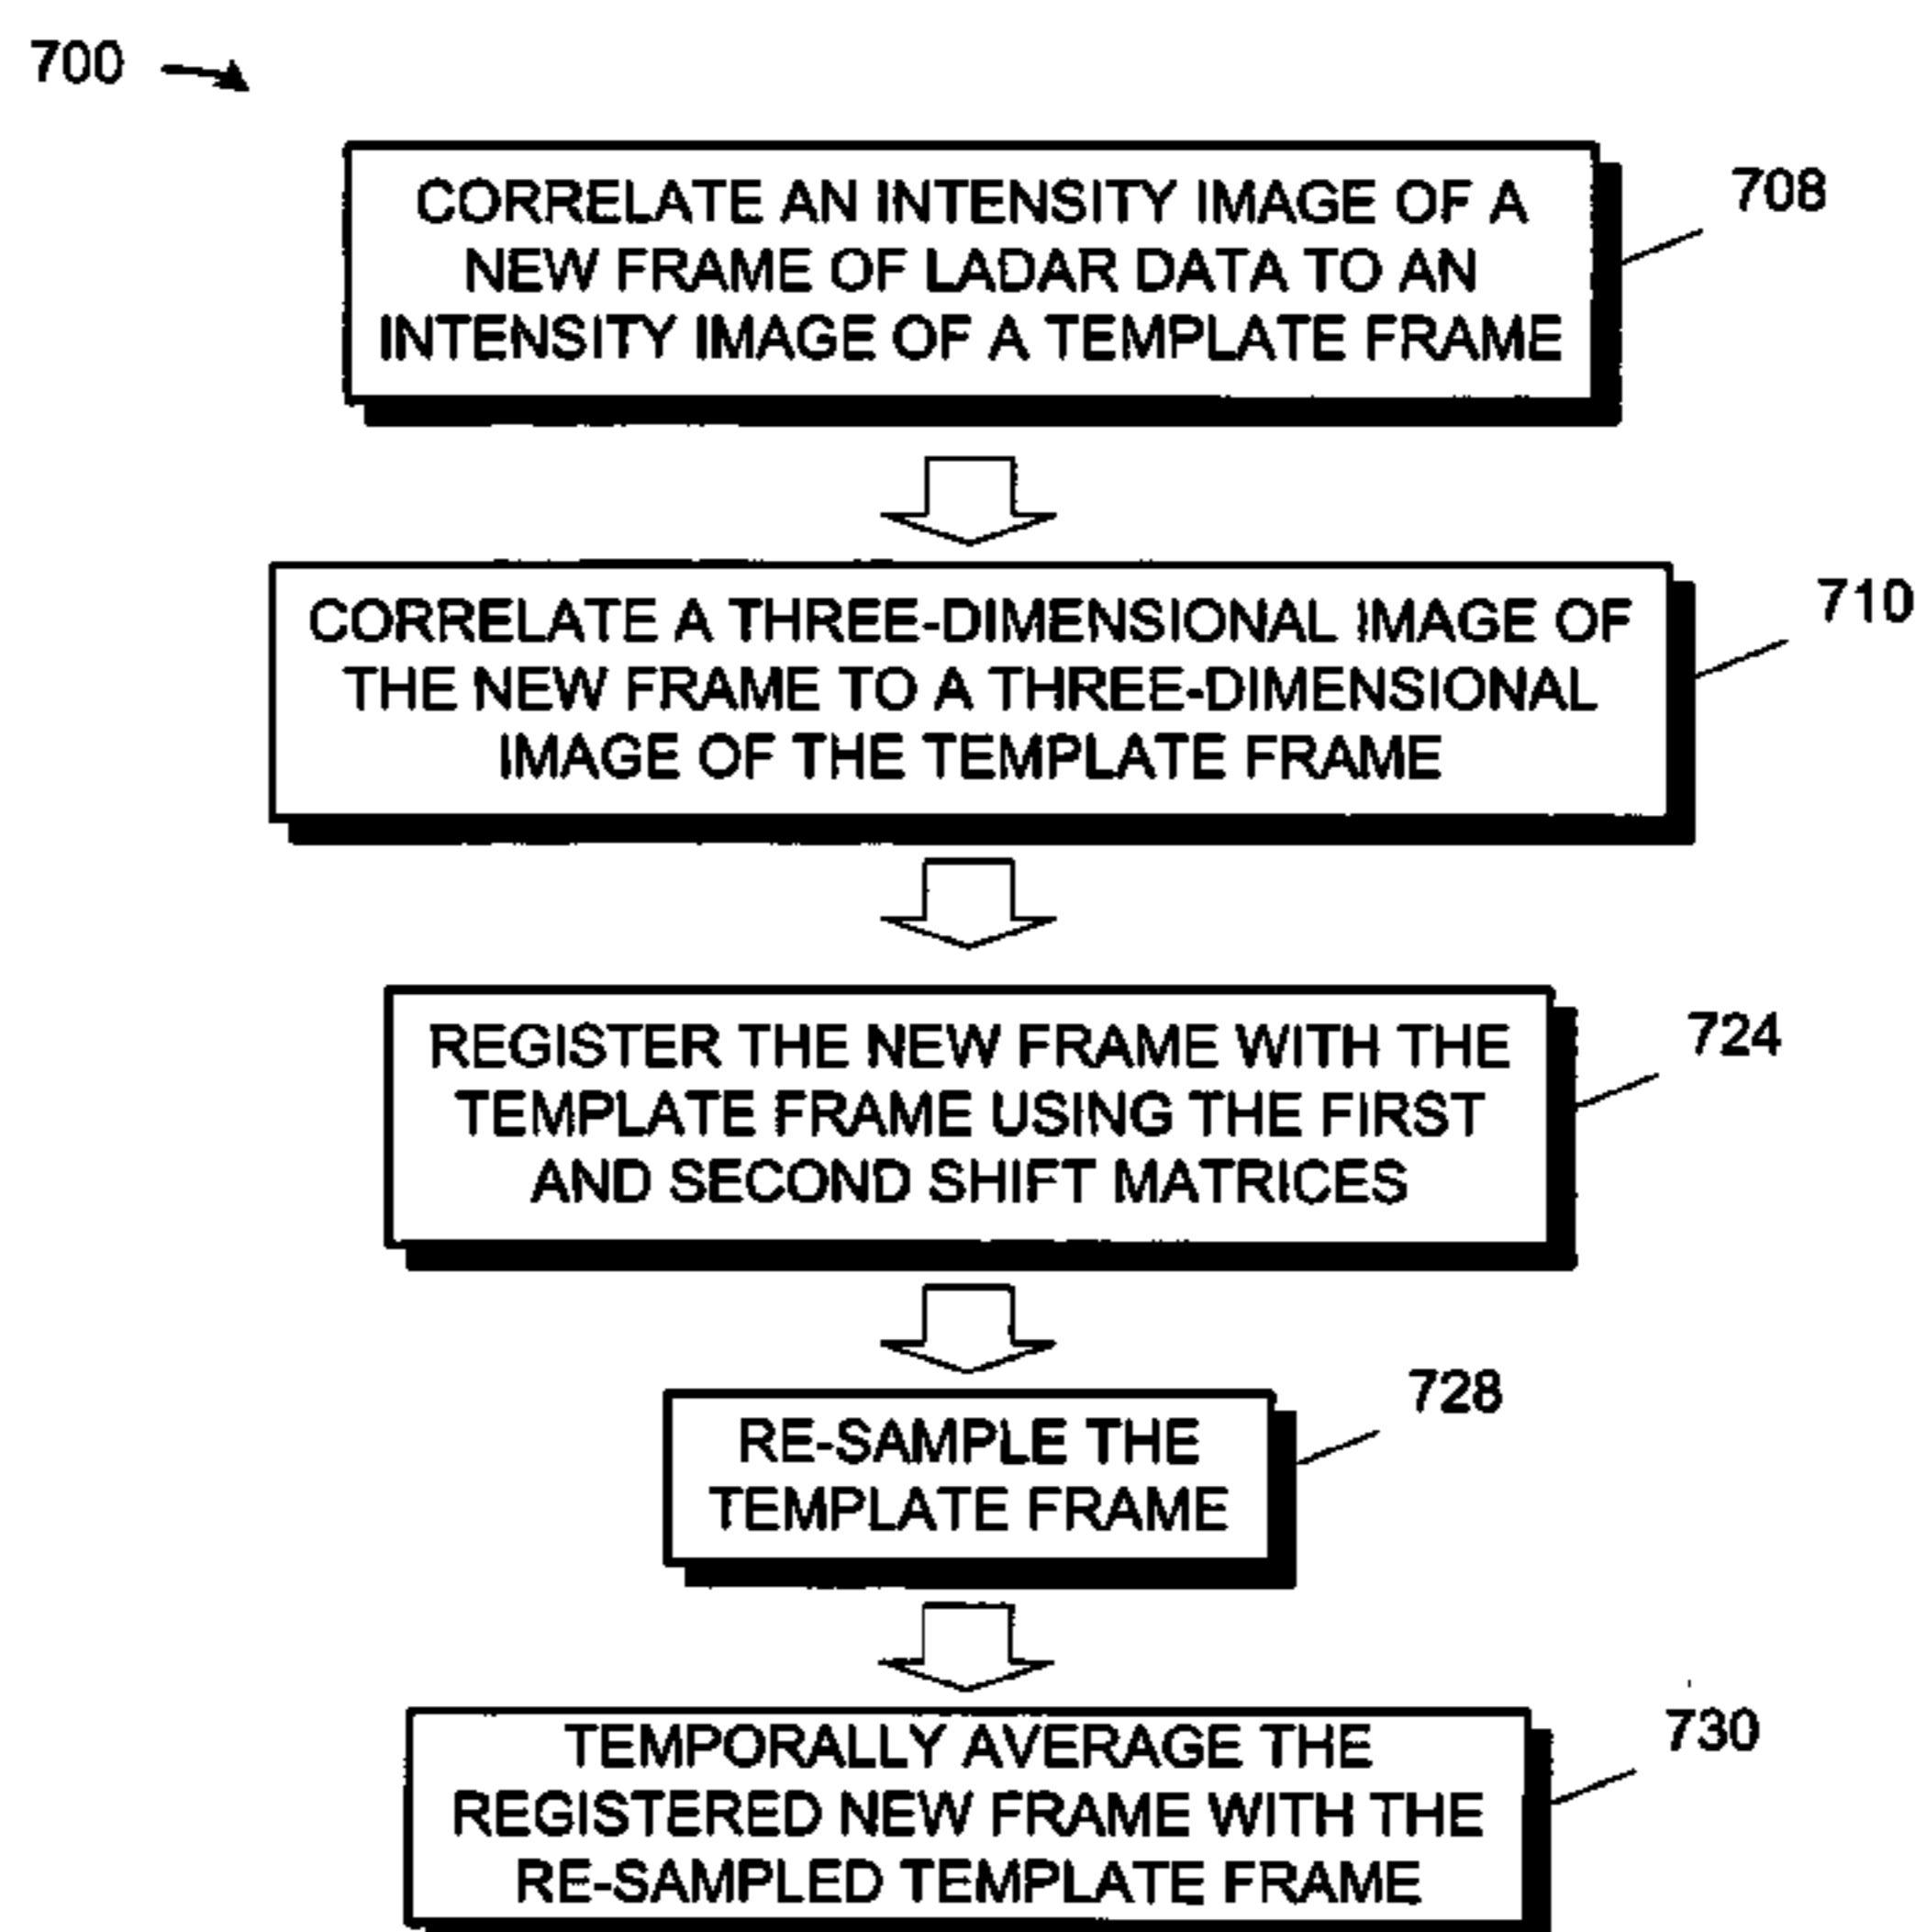 700
CORRELATE AN INTENSITY IMAGE OF A
NEW FRAME OF LADAR DATA TO AN
INTENSITY IMAGE OF A TEMPLATE FRAME
708
CORRELATE A THREE-DIMENSIONAL IMAGE OF
THE NEW FRAME TO A THREE-DIMENSIONAL
IMAGE OF THE TEMPLATE FRAME
710
REGISTER THE NEW FRAME WITH THE
TEMPLATE FRAME USING THE FIRST
AND SECOND SHIFT MATRICES
724
RE-SAMPLE THE
TEMPLATE FRAME
728
TEMPORALLY AVERAGE THE
REGISTERED NEW FRAME WITH THE
RE-SAMPLED TEMPLATE FRAME
730